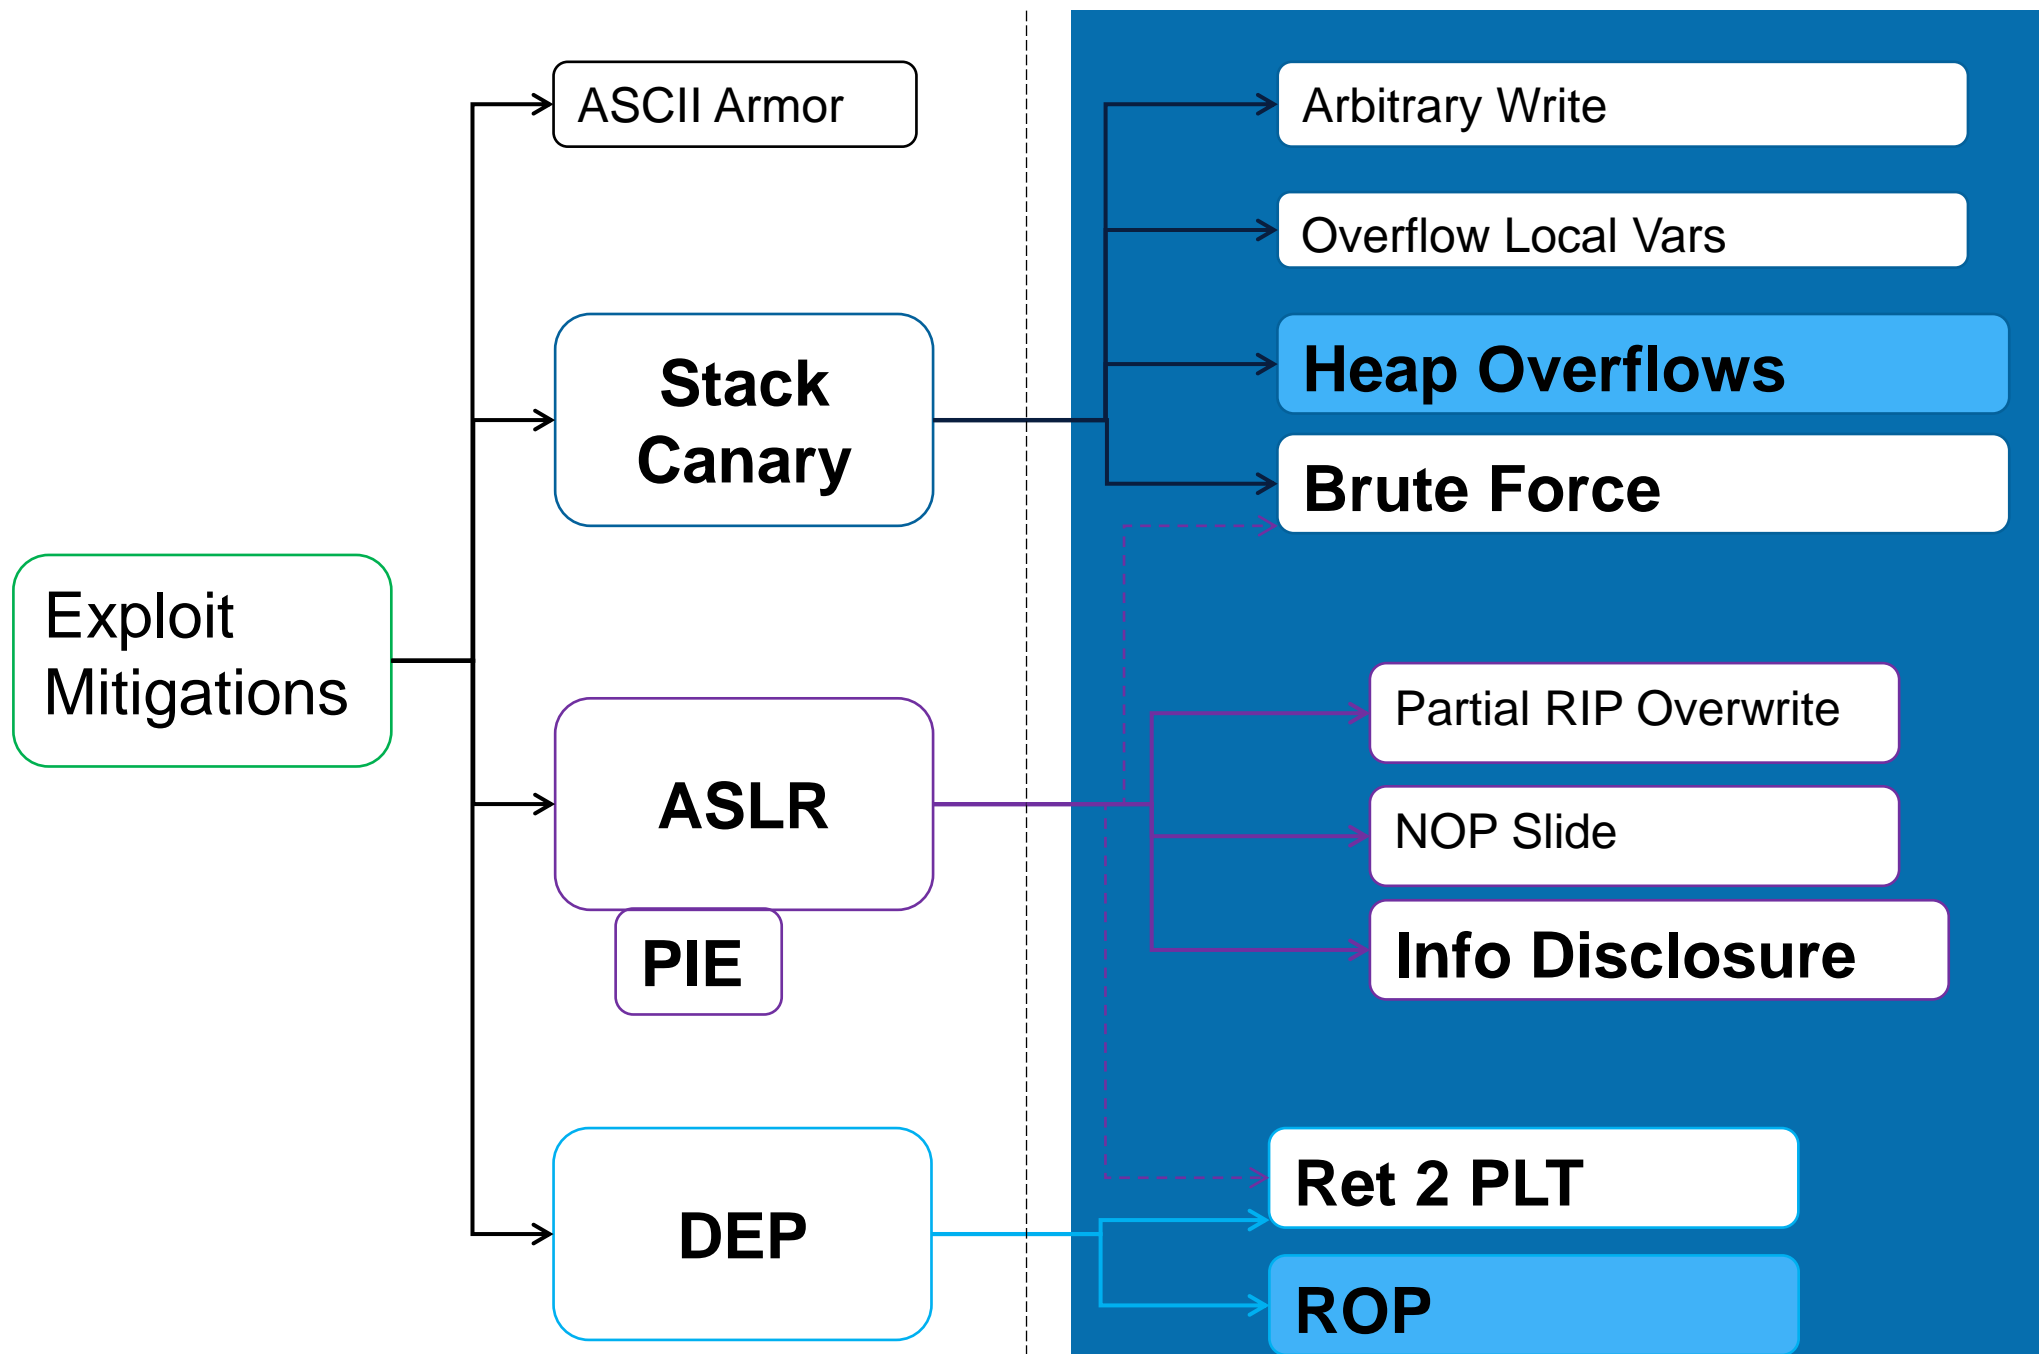 ASCII Armor
Arbitrary Write
Overflow Local Vars
Stack
Canary
Heap Overflows
Brute Force
Exploit
Mitigations
Partial RIP Overwrite
ASLR
NOP Slide
PIE
Info Disclosure
Ret 2 PLT
DEP
ROP